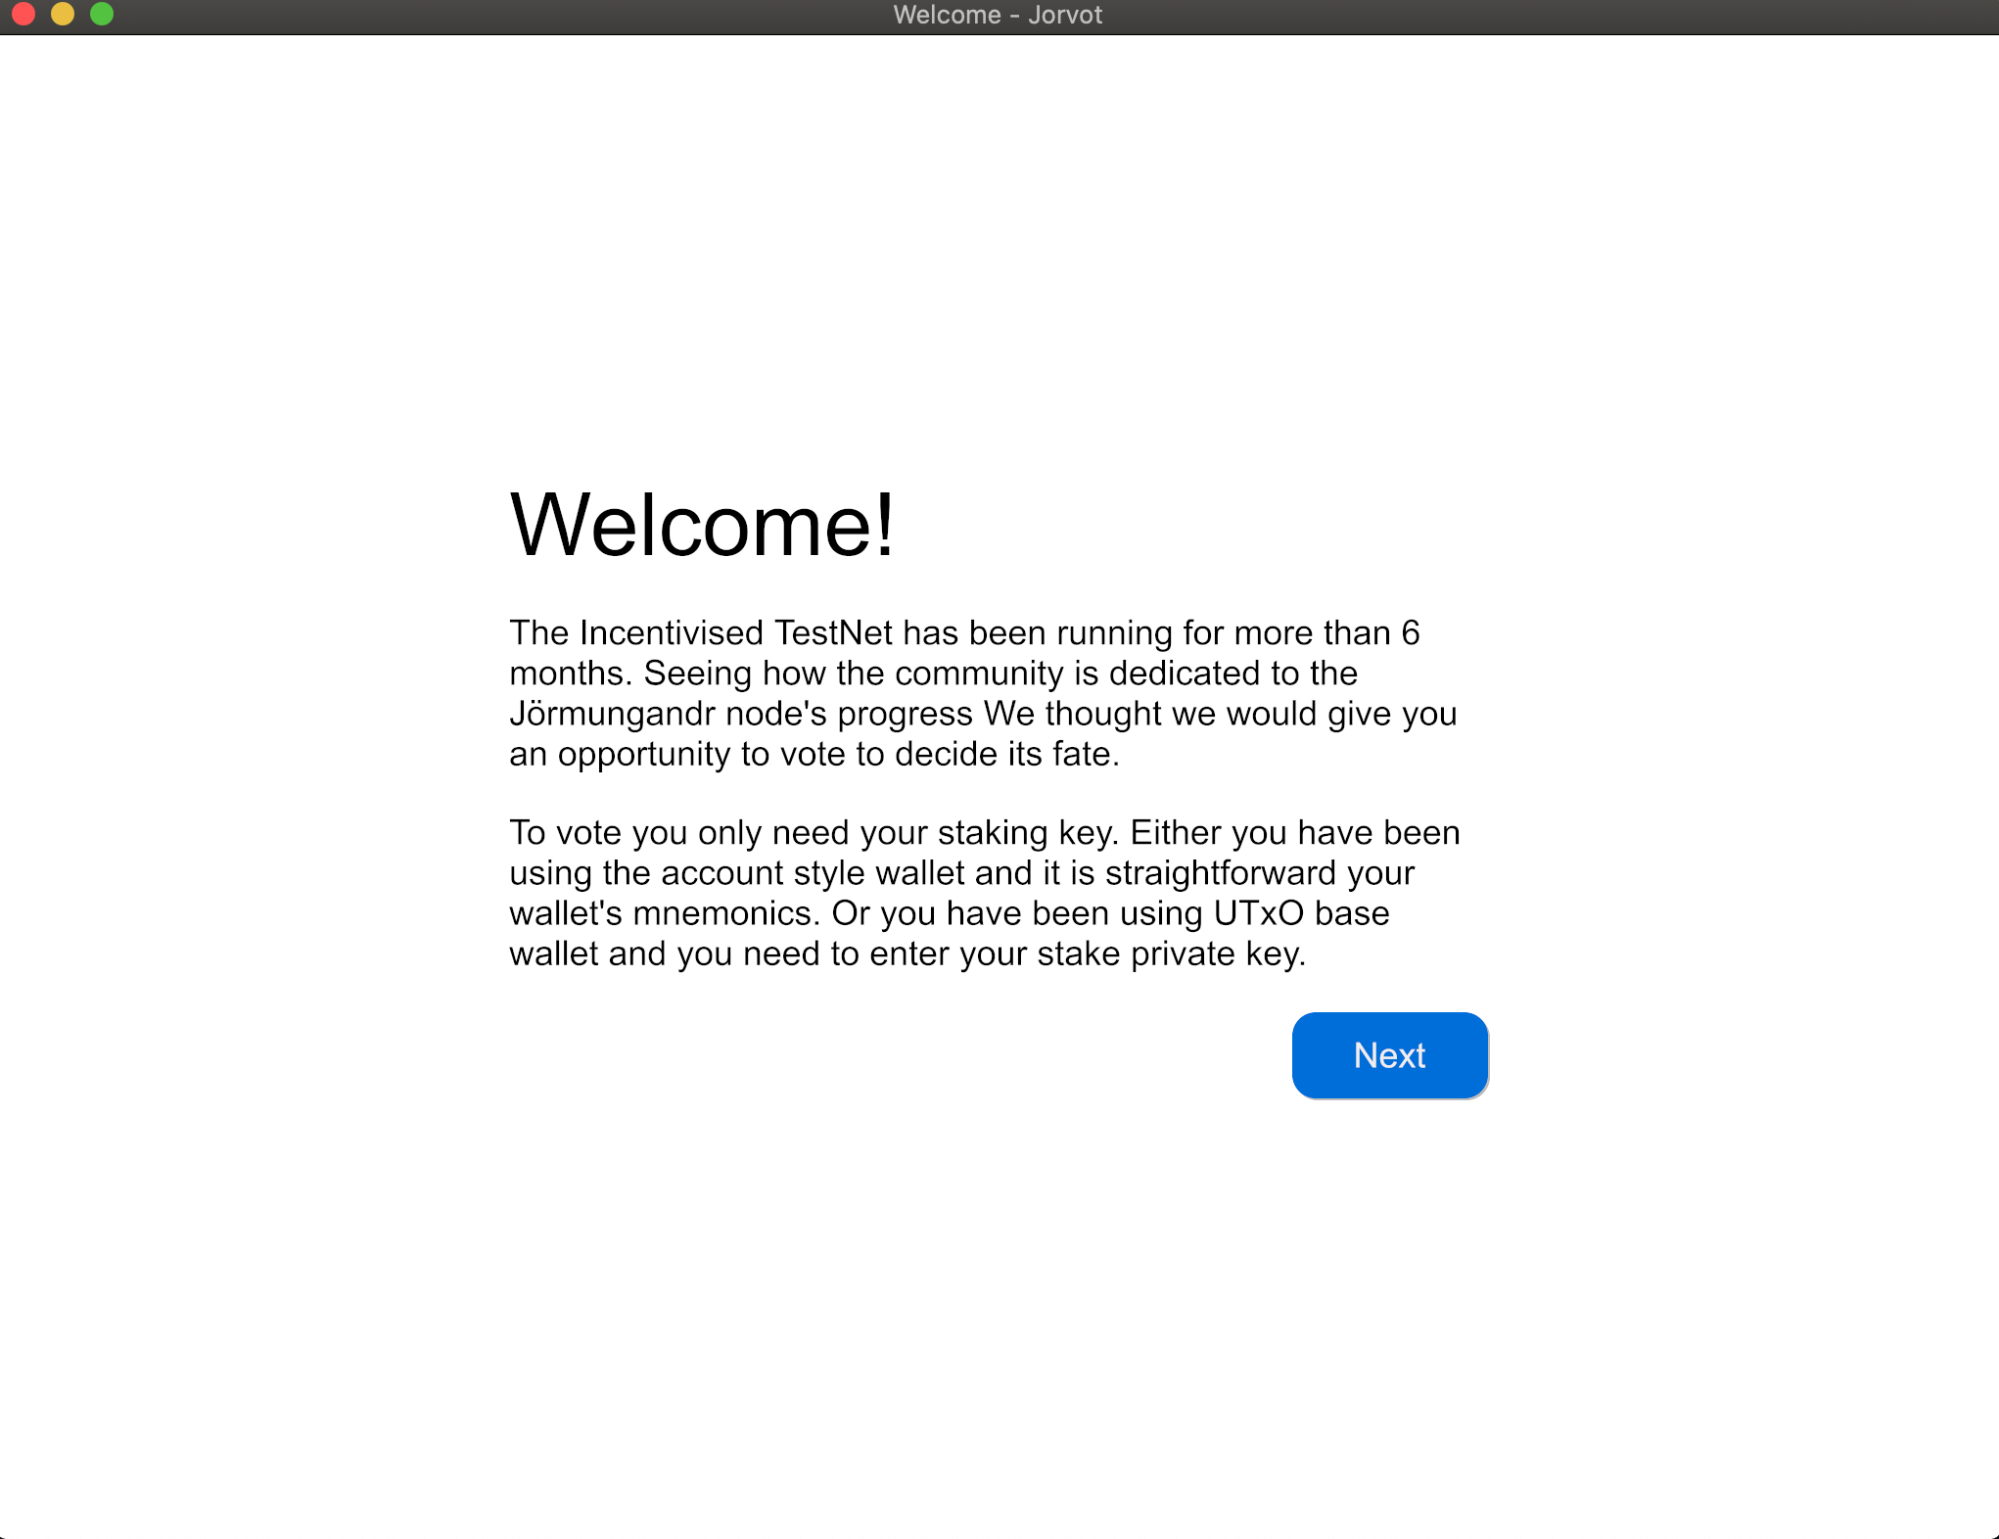 Welcome - Jorvot
Welcome!
The Incentivised TestNet has been running for more than 6
months. Seeing how the community is dedicated to the
Jörmungandr node's progress We thought we would give you
an opportunity to vote to decide its fate.
To vote you only need your staking key. Either you have been
using the account style wallet and it is straightforward your
wallet's mnemonics. Or you have been using UTxO base
wallet and you need to enter your stake private key.
Next